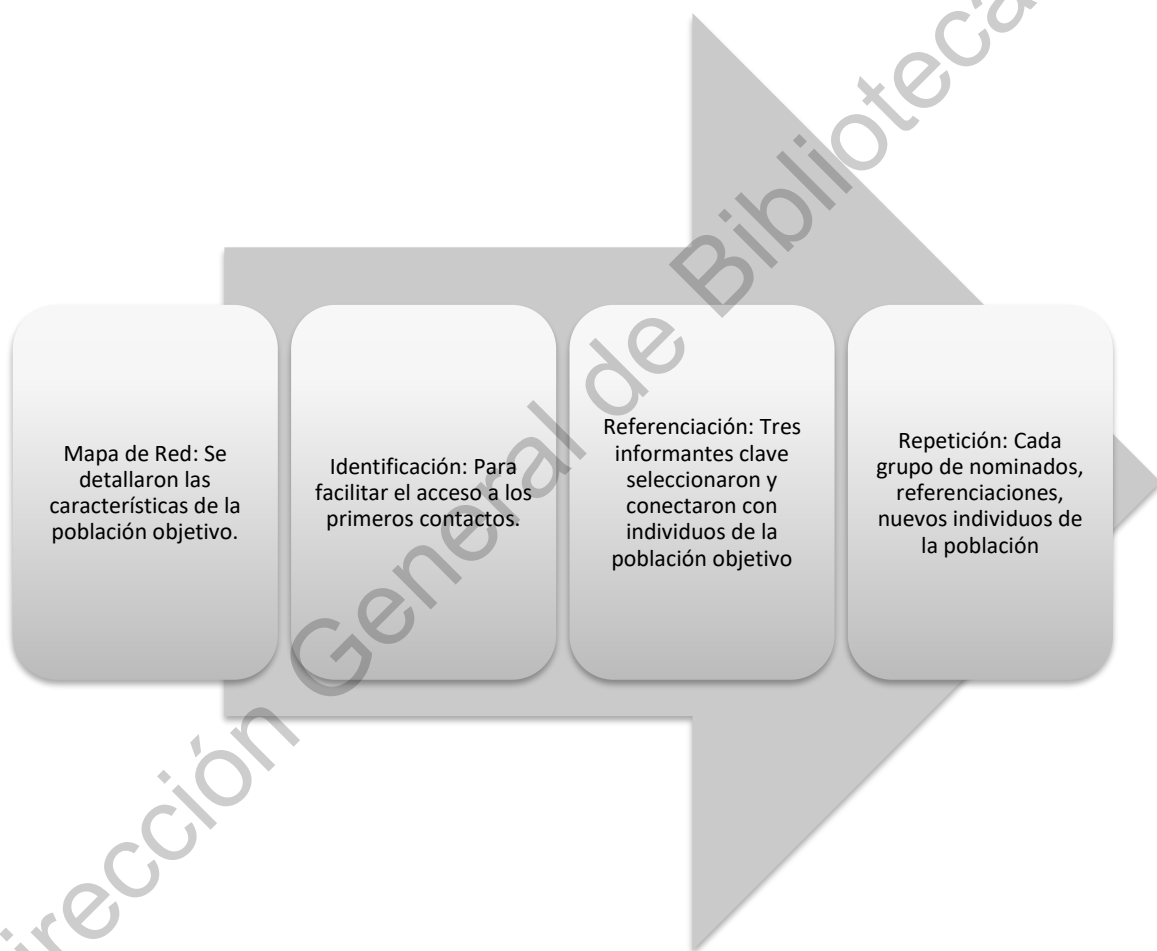 Mapa de Red: Se
detallaron las
características de la
población objetivo.
Identificación: Para
facilitar el acceso a los
primeros contactos.
Referenciación: Tres
informantes clave
seleccionaron y
conectaron con
individuos de la
población objetivo
Repetición: Cada
grupo de nominados,
referenciaciones,
nuevos individuos de
la población
General de